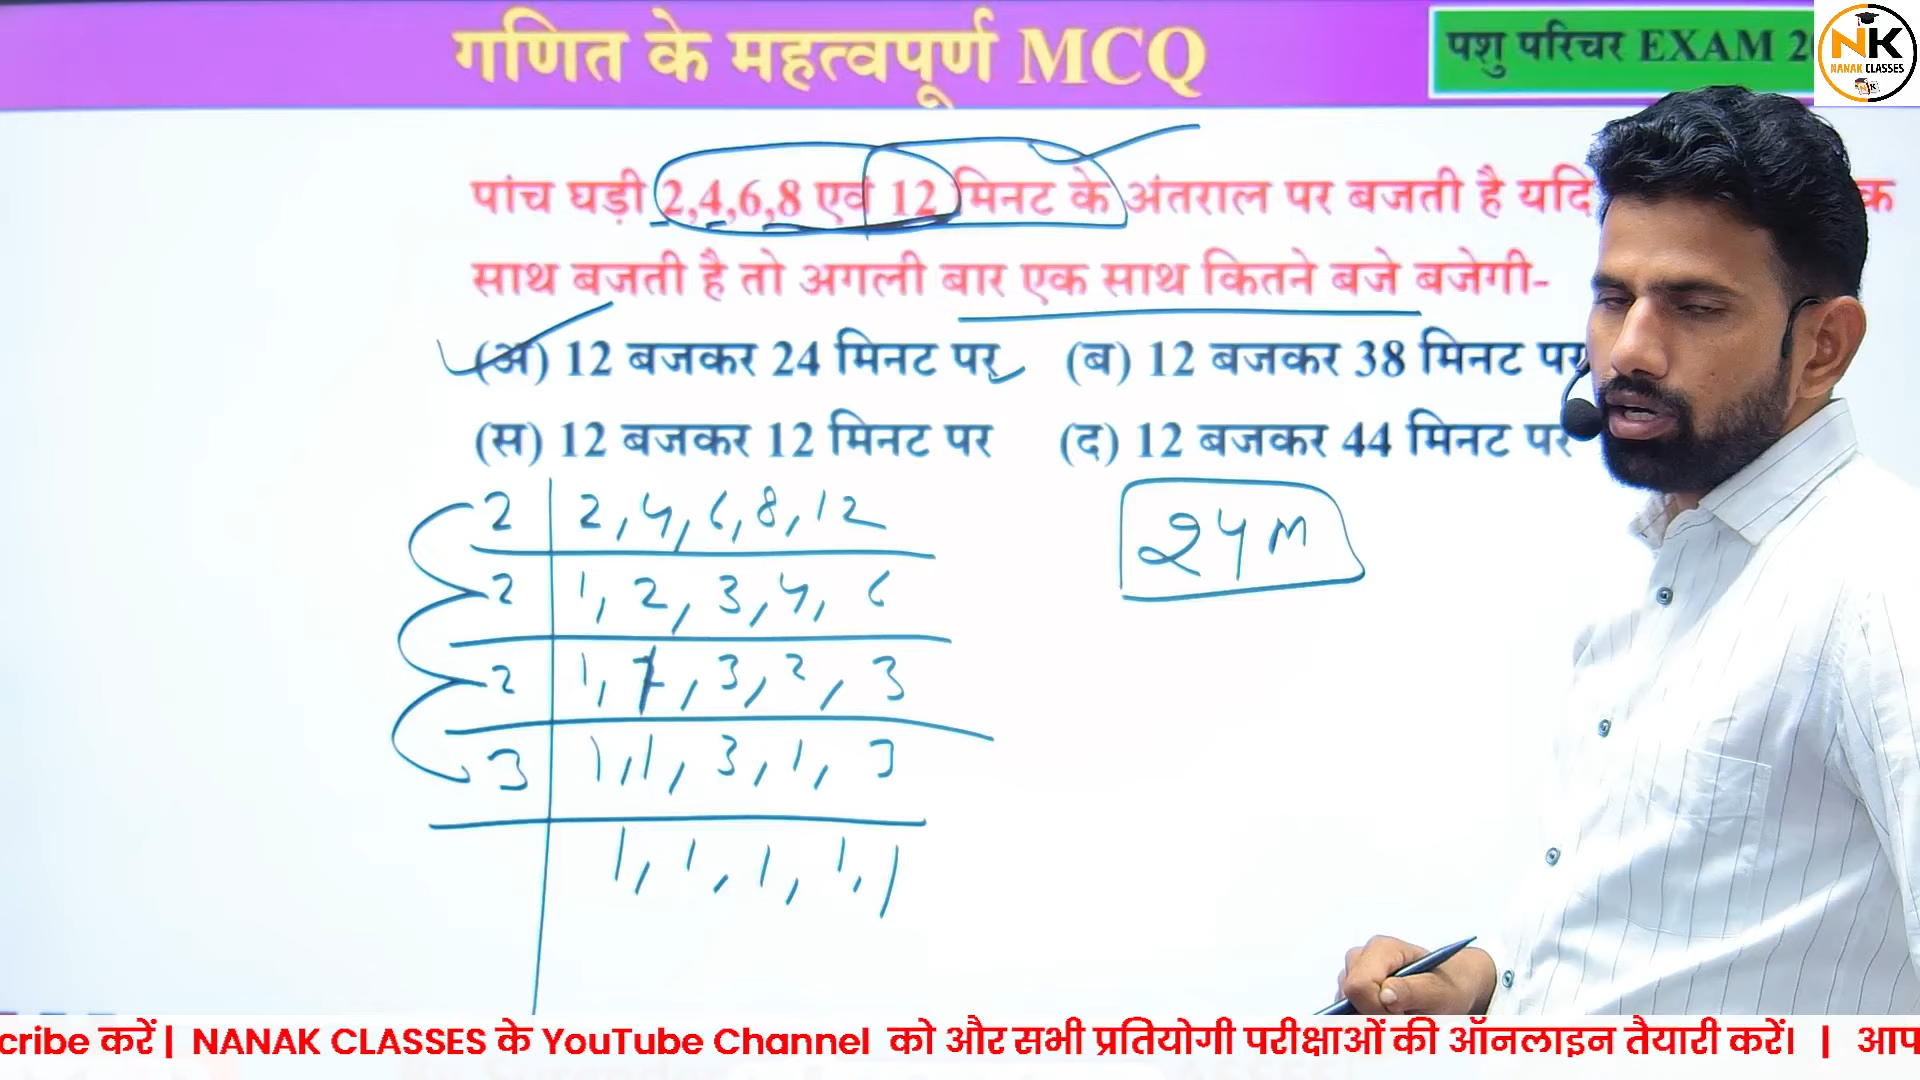 गणित के महत्वपूर्ण MCQ
पशु परिचर EXAM 2
NK
NANAK CLASSES
पांच घड़ी 2,4,6,8 एवं 12 मिनट के अंतराल पर बजती है यदि
साथ बजती है तो अगली बार एक साथ कितने बजे बजेगी-
(अ) 12 बजकर 24 मिनट पर (ब) 12 बजकर 38 मिनट पर
(स) 12 बजकर 12 मिनट पर (द) 12 बजकर 44 मिनट पर
2 2, 4, 6, 8, 12
24 m
2 1, 2, 3, 4, 6
2 1, 1, 3, 2, 3
3 1, 1, 3, 1, 3
1, 1, 1, 1, 1
cribe करें | NANAK CLASSES के YouTube Channel को और सभी प्रतियोगी परीक्षाओं की ऑनलाइन तैयारी करें। | आप